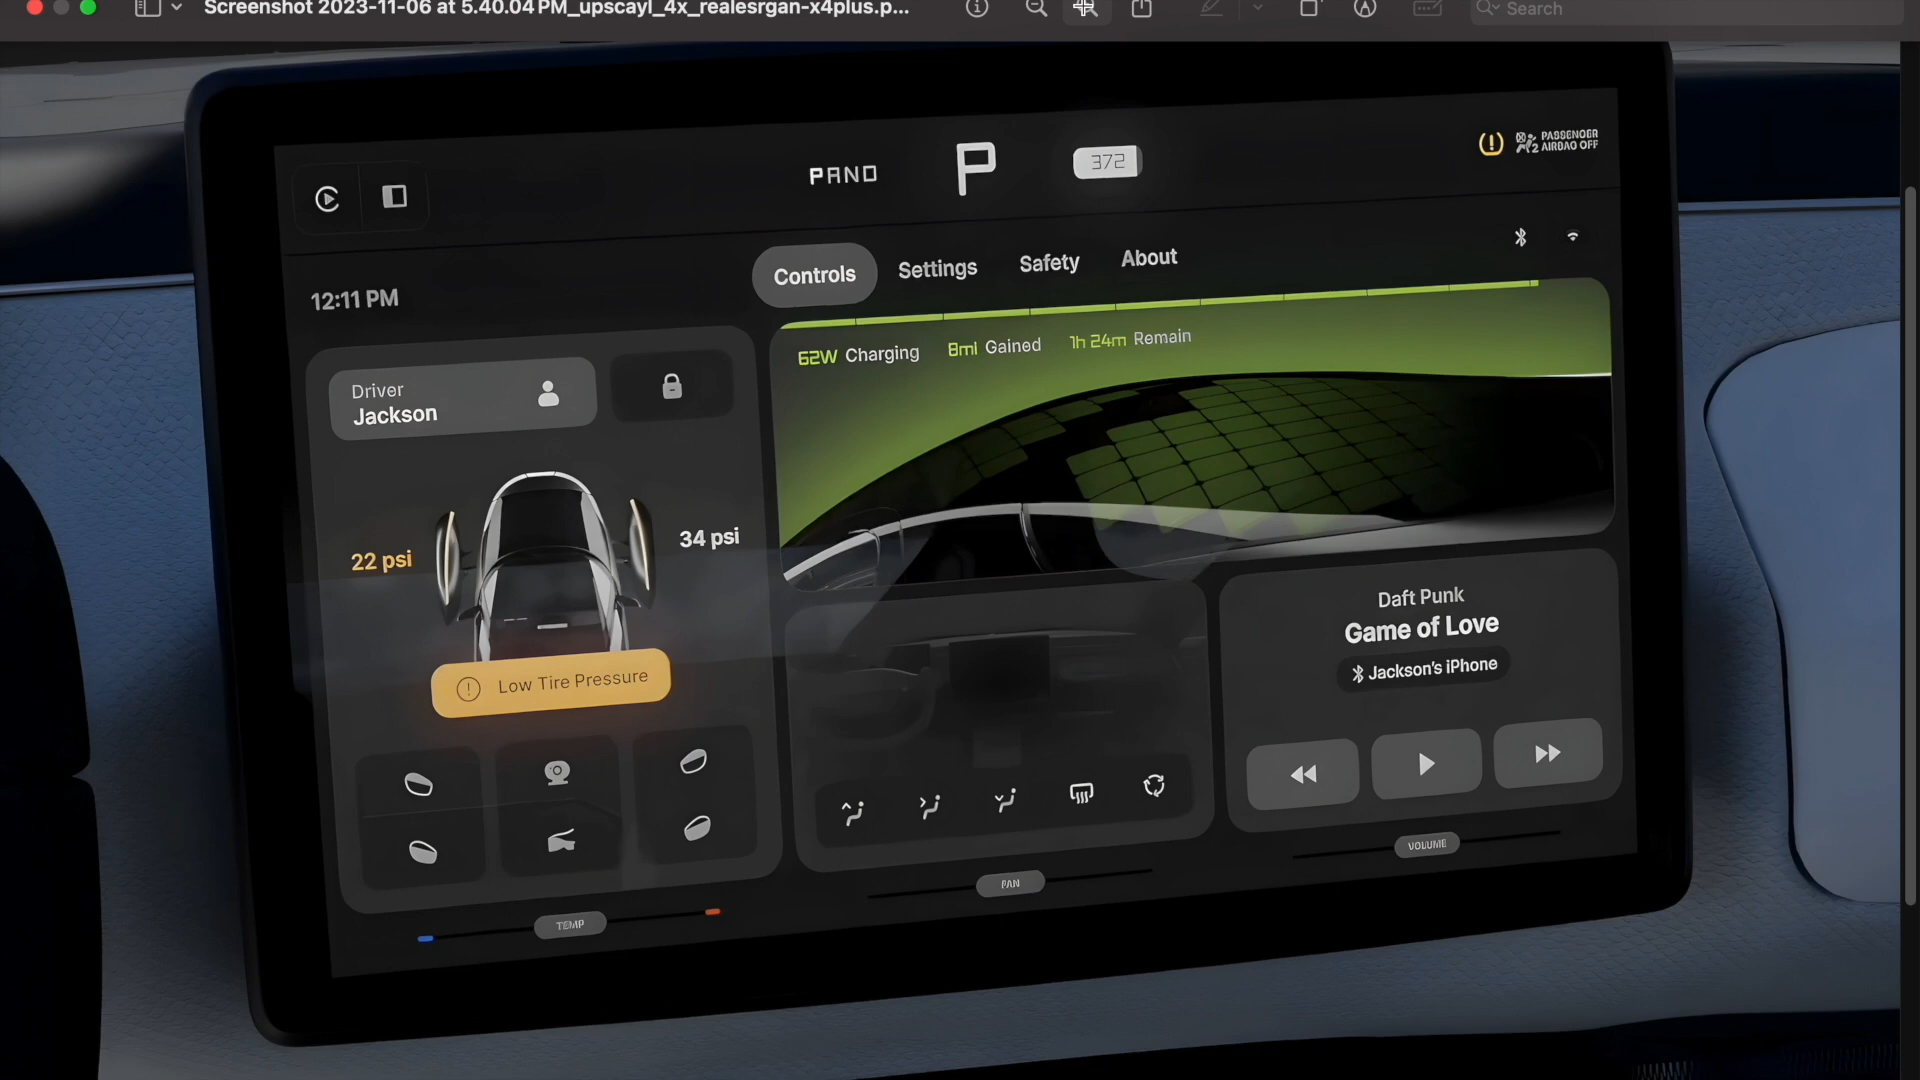 Screenshot 2023-11-06 at 5.40.04 PM_upscayl_4x_realesrgan-x4plus.p...
Search
PRND
P
372
PASSENGER
AIRBAG OFF
2
12:11 PM
Controls
Settings
Safety
About
62W Charging
8mi Gained
1h 24m Remain
Driver
Jackson
22 psi
34 psi
Low Tire Pressure
Daft Punk
Game of Love
Jackson's iPhone
TEMP
FAN
VOLUME